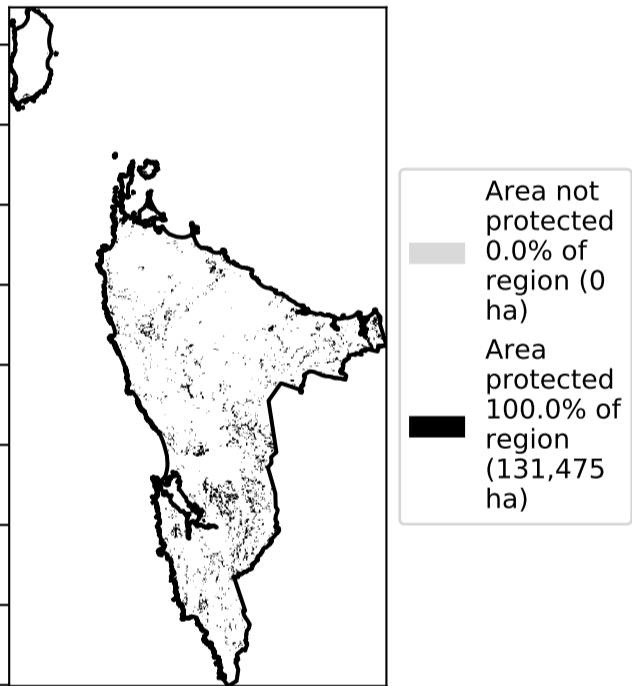 Area not
protected
0.0% of
region (0
ha)
Area
protected
100.0% of
region
(131,475
ha)